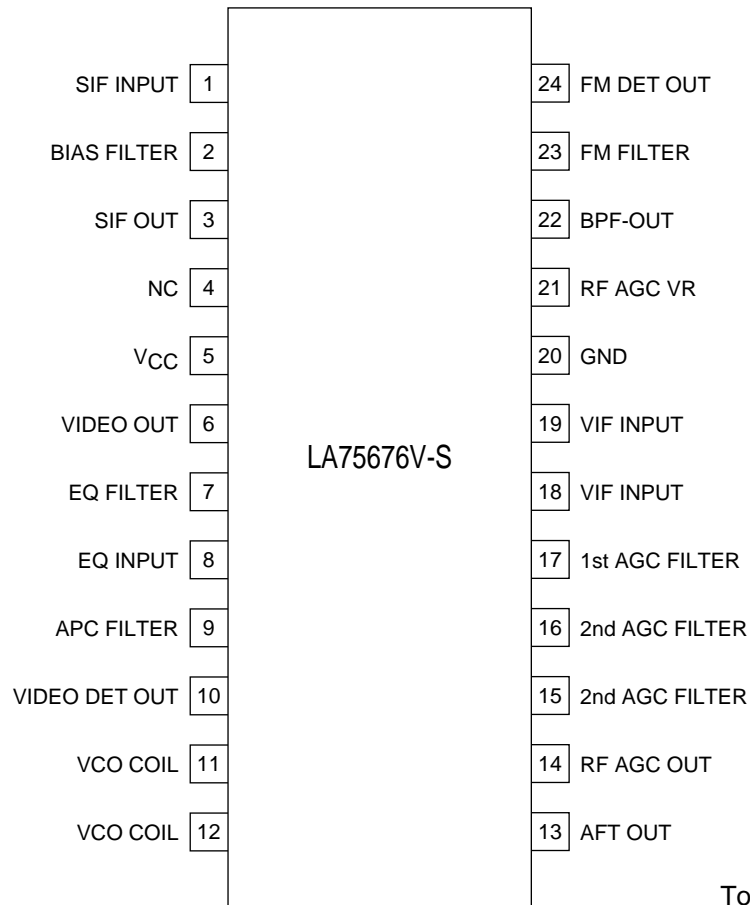 SIF INPUT 1
BIAS FILTER 2
SIF OUT 3
NC 4
VCC 5
VIDEO OUT 6
EQ FILTER 7
EQ INPUT 8
APC FILTER 9
VIDEO DET OUT 10
VCO COIL 11
VCO COIL 12
LA75676V-S
24 FM DET OUT
23 FM FILTER
22 BPF-OUT
21 RF AGC VR
20 GND
19 VIF INPUT
18 VIF INPUT
17 1st AGC FILTER
16 2nd AGC FILTER
15 2nd AGC FILTER
14 RF AGC OUT
13 AFT OUT
To